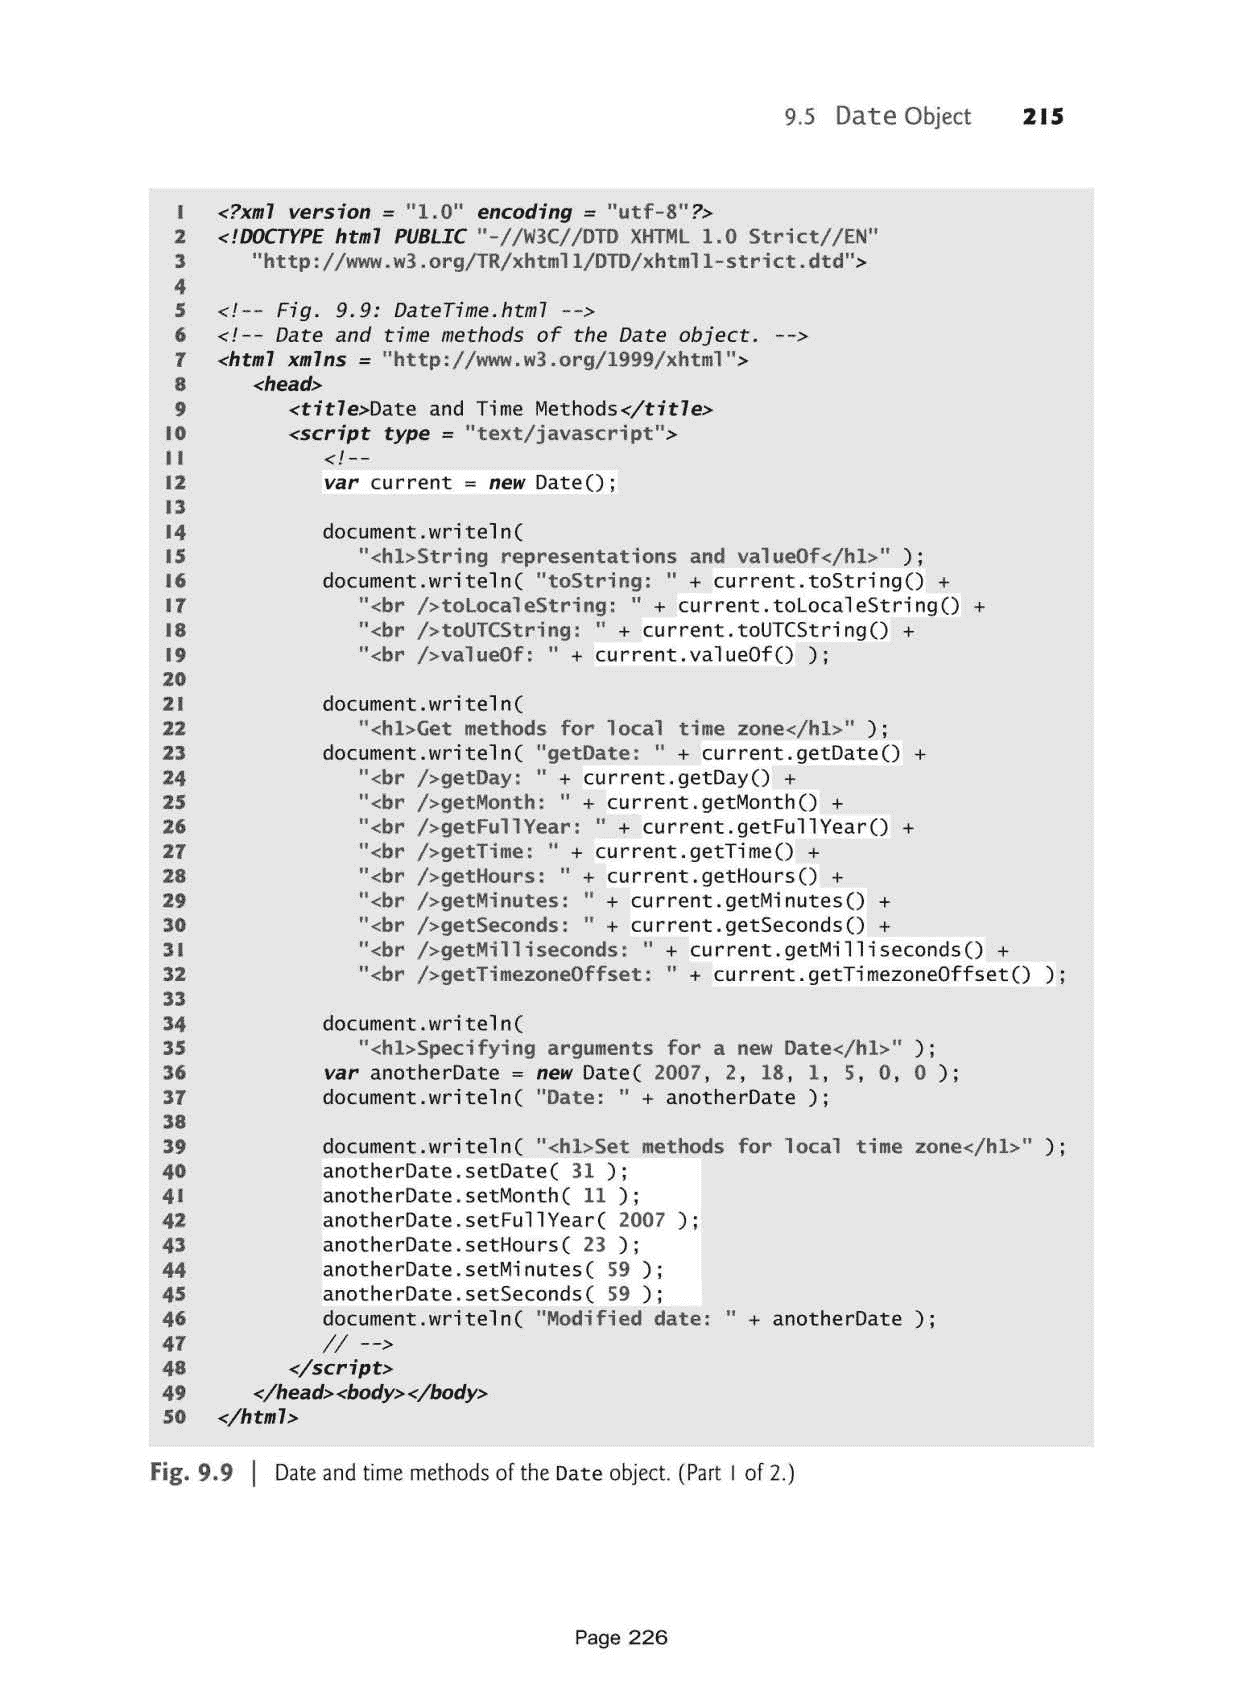 9.5 Date Object 215
1 <?xml version = "1.0" encoding = "utf-8"?>
2 <!DOCTYPE html PUBLIC "-//W3C//DTD XHTML 1.0 Strict//EN"
3 "http://www.w3.org/TR/xhtml1/DTD/xhtml1-strict.dtd">
4
5 <!-- Fig. 9.9: DateTime.html -->
6 <!-- Date and time methods of the Date object. -->
7 <html xmlns = "http://www.w3.org/1999/xhtml">
8 <head>
9 <title>Date and Time Methods</title>
10 <script type = "text/javascript">
11 <!--
12 var current = new Date();
13
14 document.writeln(
15 "<h1>String representations and valueOf</h1>" );
16 document.writeln( "toString: " + current.toString() +
17 "<br />toLocaleString: " + current.toLocaleString() +
18 "<br />toUTCString: " + current.toUTCString() +
19 "<br />valueOf: " + current.valueOf() );
20
21 document.writeln(
22 "<h1>Get methods for local time zone</h1>" );
23 document.writeln( "getDate: " + current.getDate() +
24 "<br />getDay: " + current.getDay() +
25 "<br />getMonth: " + current.getMonth() +
26 "<br />getFullYear: " + current.getFullYear() +
27 "<br />getTime: " + current.getTime() +
28 "<br />getHours: " + current.getHours() +
29 "<br />getMinutes: " + current.getMinutes() +
30 "<br />getSeconds: " + current.getSeconds() +
31 "<br />getMilliseconds: " + current.getMilliseconds() +
32 "<br />getTimezoneOffset: " + current.getTimezoneOffset() );
33
34 document.writeln(
35 "<h1>Specifying arguments for a new Date</h1>" );
36 var anotherDate = new Date( 2007, 2, 18, 1, 5, 0, 0 );
37 document.writeln( "Date: " + anotherDate );
38
39 document.writeln( "<h1>Set methods for local time zone</h1>" );
40 anotherDate.setDate( 31 );
41 anotherDate.setMonth( 11 );
42 anotherDate.setFullYear( 2007 );
43 anotherDate.setHours( 23 );
44 anotherDate.setMinutes( 59 );
45 anotherDate.setSeconds( 59 );
46 document.writeln( "Modified date: " + anotherDate );
47 // -->
48 </script>
49 </head><body></body>
50 </html>
Fig. 9.9 | Date and time methods of the Date object. (Part 1 of 2.)
Page 226